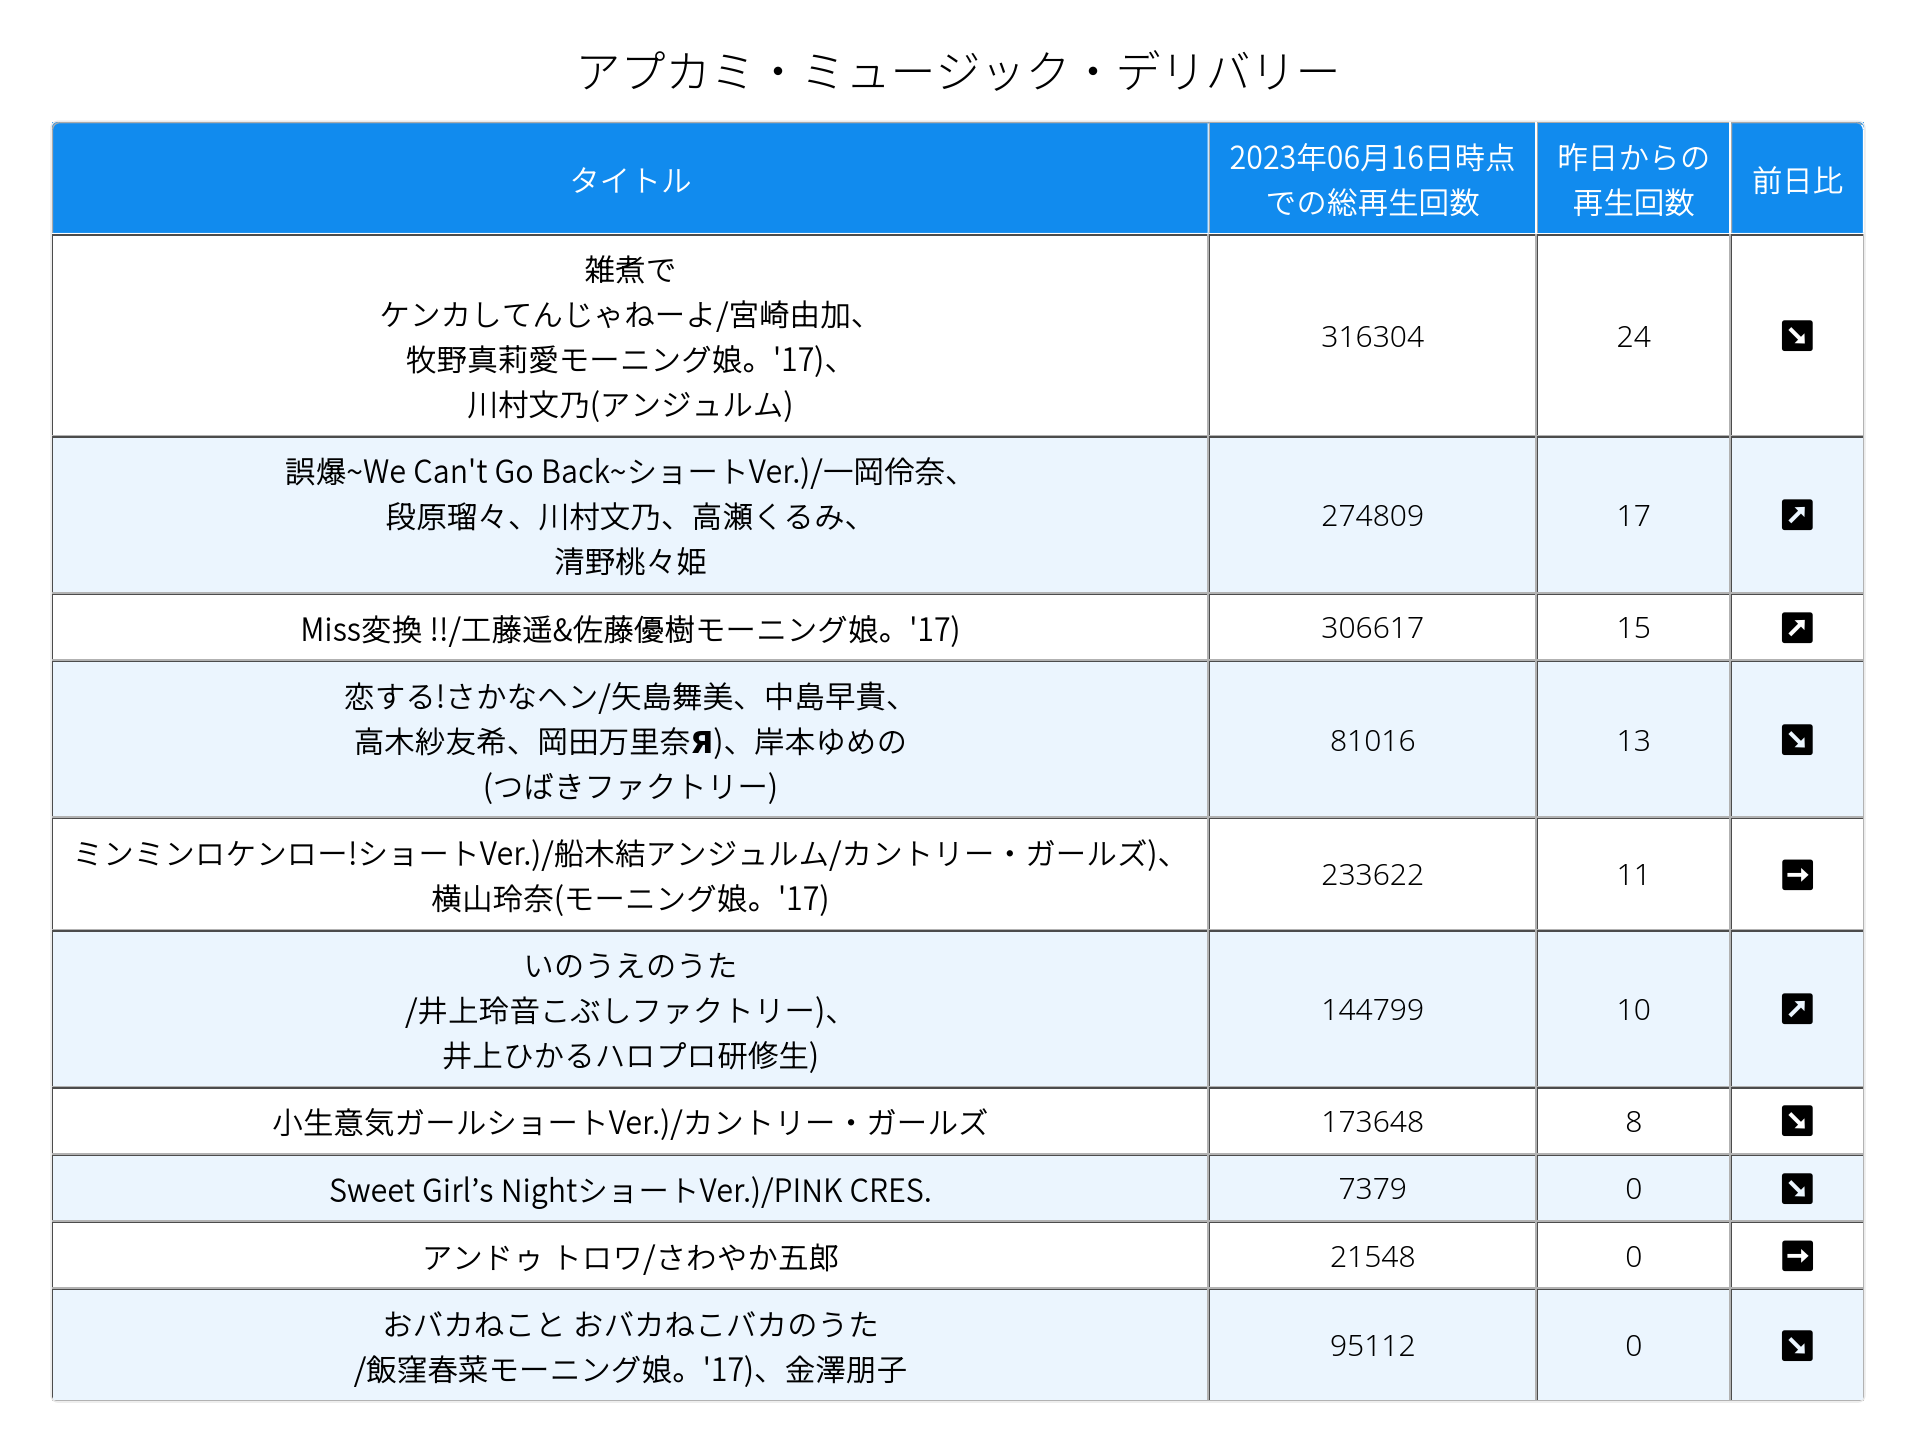 アプカミ・ミュージック・デリバリー
タイトル
2023年06月16日時点
での総再生回数
昨日からの
再生回数
前日比
雑煮で
ケンカしてんじゃねーよ/宮崎由加、
牧野真莉愛モーニング娘。'17)、
川村文乃(アンジュルム)
316304
24
↘
誤爆~We Can't Go Back~ショートVer.)/一岡伶奈、
段原瑠々、川村文乃、高瀬くるみ、
清野桃々姫
274809
17
↗
Miss変換 !!/工藤遥&佐藤優樹モーニング娘。'17)
306617
15
↗
恋する!さかなヘン/矢島舞美、中島早貴、
高木紗友希、岡田万里奈Я)、岸本ゆめの
(つばきファクトリー)
81016
13
↘
ミンミンロケンロー!ショートVer.)/船木結アンジュルム/カントリー・ガールズ)、
横山玲奈(モーニング娘。'17)
233622
11
→
いのうえのうた
/井上玲音こぶしファクトリー)、
井上ひかるハロプロ研修生)
144799
10
↗
小生意気ガールショートVer.)/カントリー・ガールズ
173648
8
↘
Sweet Girl’s NightショートVer.)/PINK CRES.
7379
0
↘
アンドゥ トロワ/さわやか五郎
21548
0
→
おバカねこと おバカねこバカのうた
/飯窪春菜モーニング娘。'17)、金澤朋子
95112
0
↘